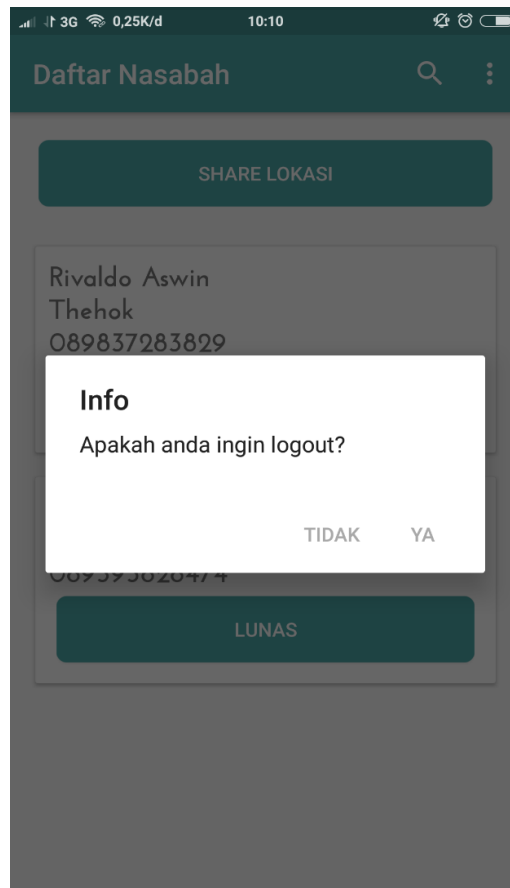 3G 0,25K/d 10:10
Daftar Nasabah
SHARE LOKASI
Rivaldo Aswin
Thehok
089837283829
Info
Apakah anda ingin logout?
TIDAK YA
LUNAS